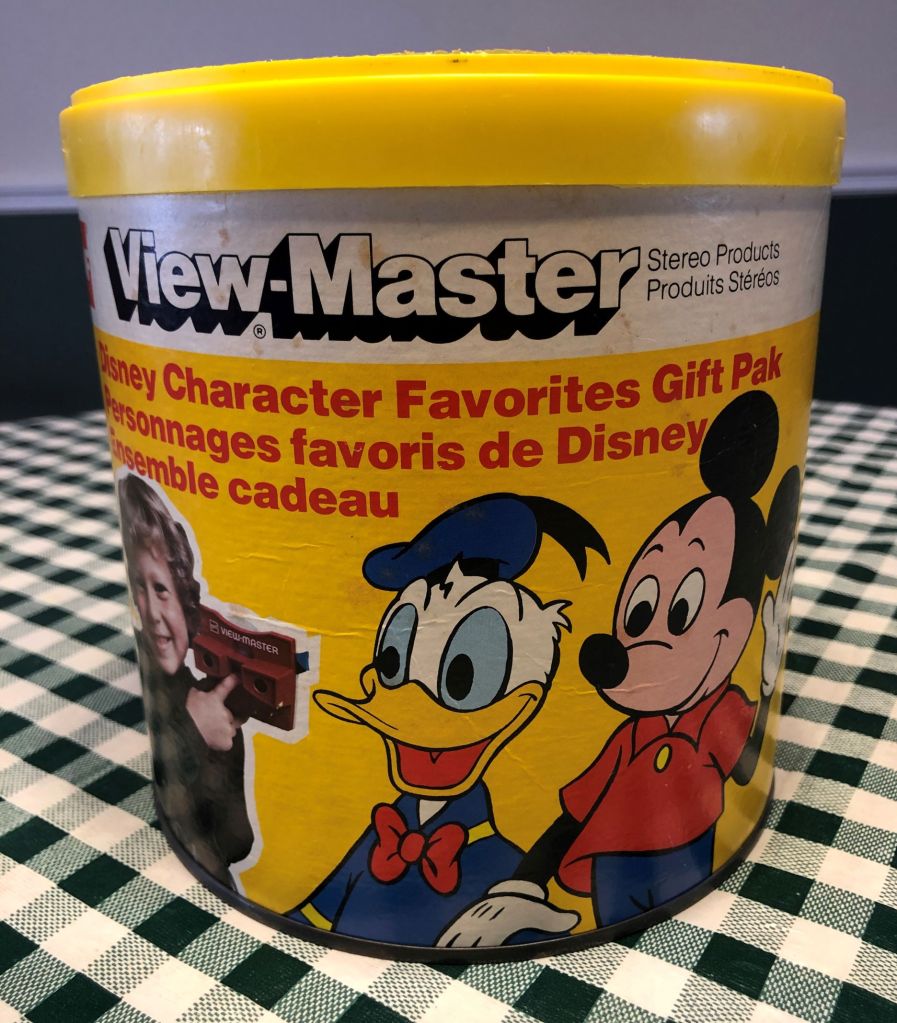 View-Master®
Stereo Products
Produits Stéréos
Disney Character Favorites Gift Pak
Personnages favoris de Disney
Ensemble cadeau
VIEW-MASTER